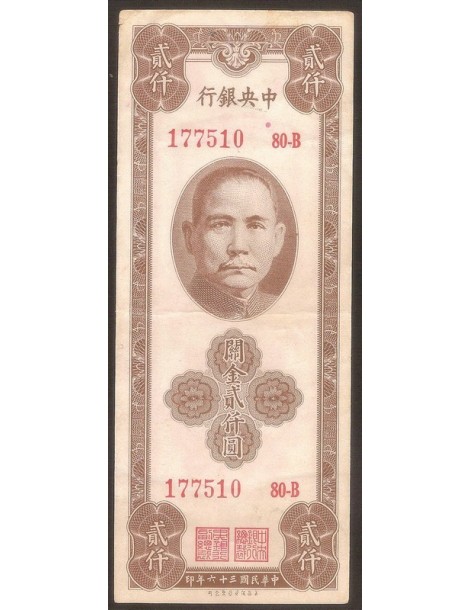 貳仟 貳仟
中央銀行
177510 80-B
關金貳仟圓
177510 80-B
貳仟 貳仟
中華民國三十六年印